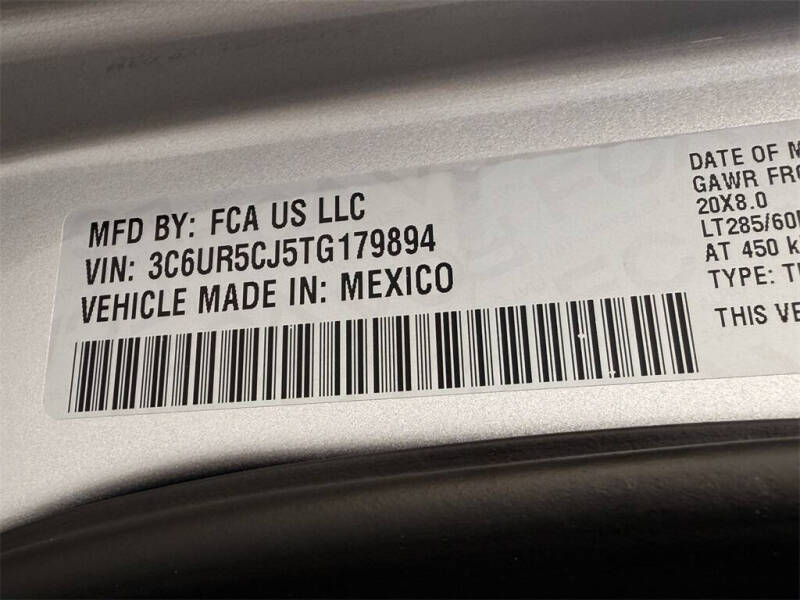 MFD BY: FCA US LLC
VIN: 3C6UR5CJ5TG179894
VEHICLE MADE IN: MEXICO
DATE OF M
GAWR FRO
20X8.0
LT285/60
AT 450 k
TYPE: T
THIS VE